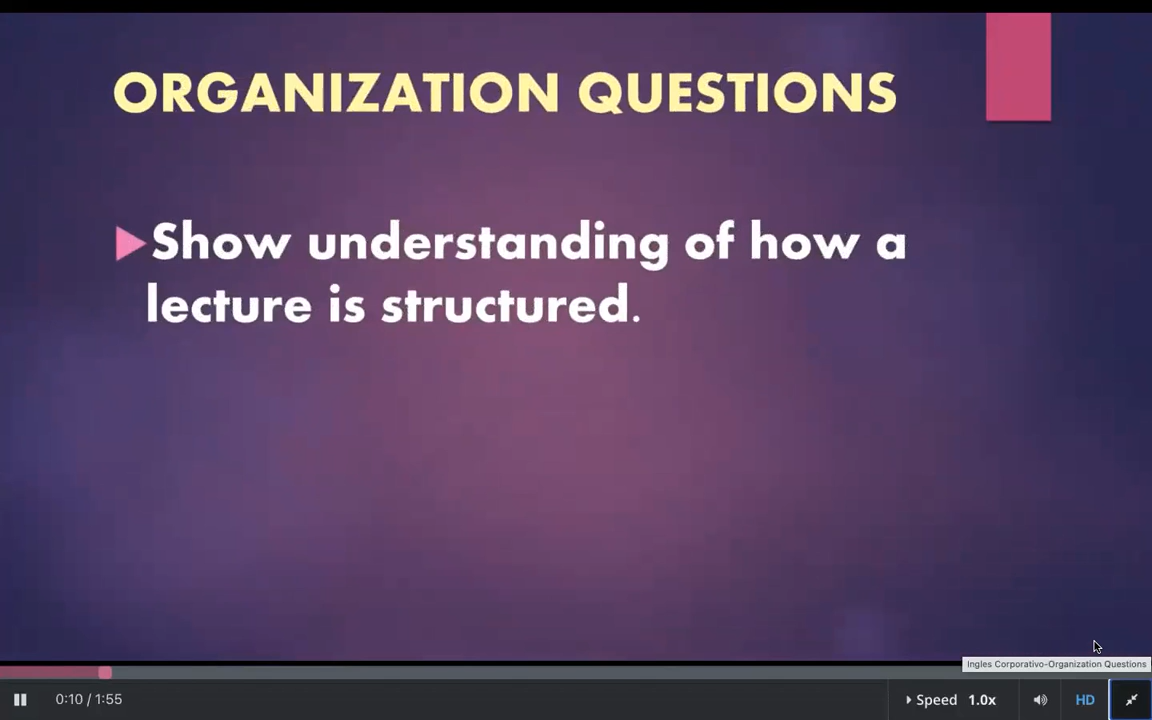 ORGANIZATION QUESTIONS
Show understanding of how a
lecture is structured.
Ingles Corporativo-Organization Questions
0:10 / 1:55
Speed 1.0x
HD